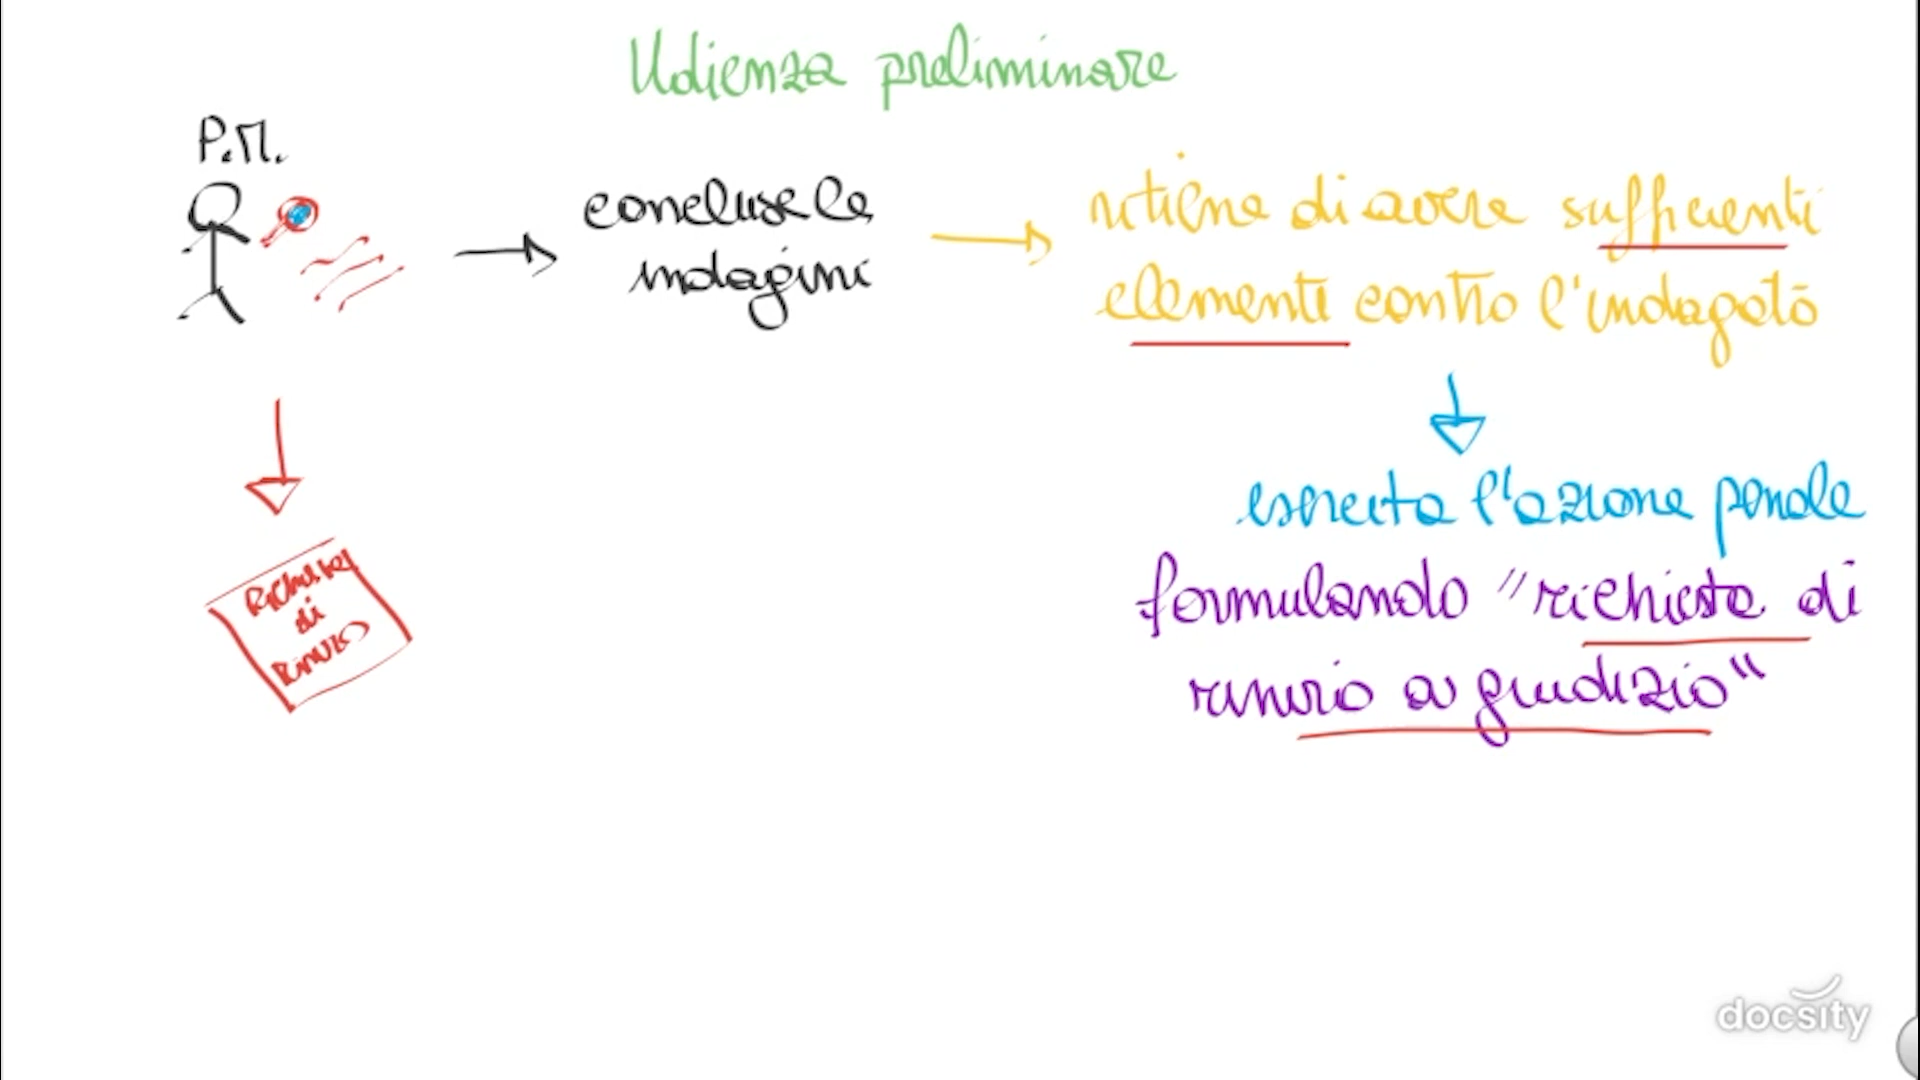 Udienza preliminare
P.M.
concluse le
indagini
ritiene di avere sufficienti
elementi contro l'indagato
esercita l'azione penale
formulando "richiesta di
rinvio a giudizio"
Richiesta
di
Rinvio
docsity